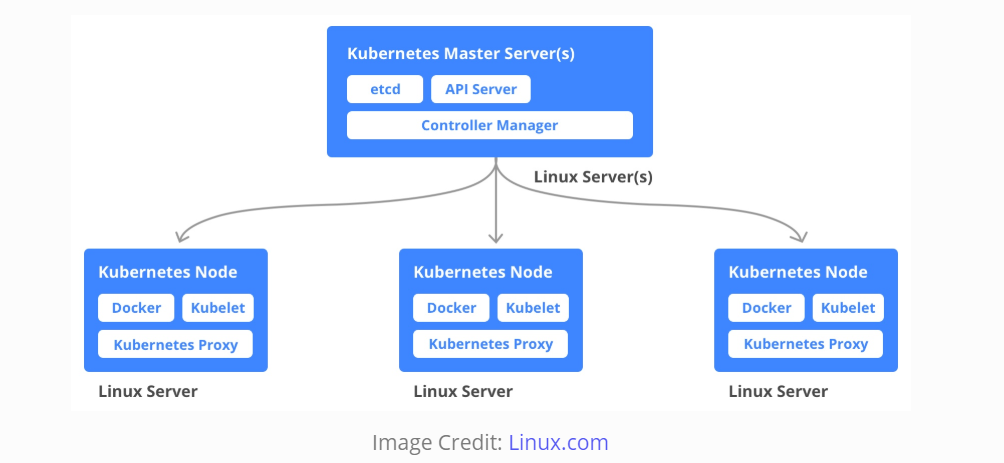 Kubernetes Master Server(s)
etcd
API Server
Controller Manager
Linux Server(s)
Kubernetes Node
Docker
Kubelet
Kubernetes Proxy
Linux Server
Kubernetes Node
Docker
Kubelet
Kubernetes Proxy
Linux Server
Kubernetes Node
Docker
Kubelet
Kubernetes Proxy
Linux Server
Image Credit: Linux.com